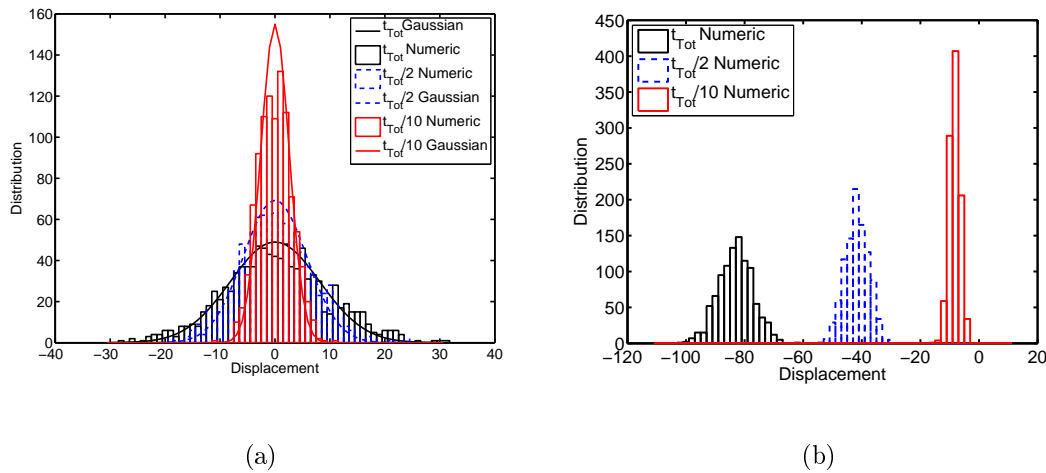 160
140
120
100
80
60
40
20
0
−40
−30
−20
−10
0
10
20
30
40
Displacement
Distribution
t_Tot Gaussian
t_Tot Numeric
t_Tot/2 Numeric
t_Tot/2 Gaussian
t_Tot/10 Numeric
t_Tot/10 Gaussian
(a)
450
400
350
300
250
200
150
100
50
0
−120
−100
−80
−60
−40
−20
0
20
Displacement
Distribution
t_Tot Numeric
t_Tot/2 Numeric
t_Tot/10 Numeric
(b)